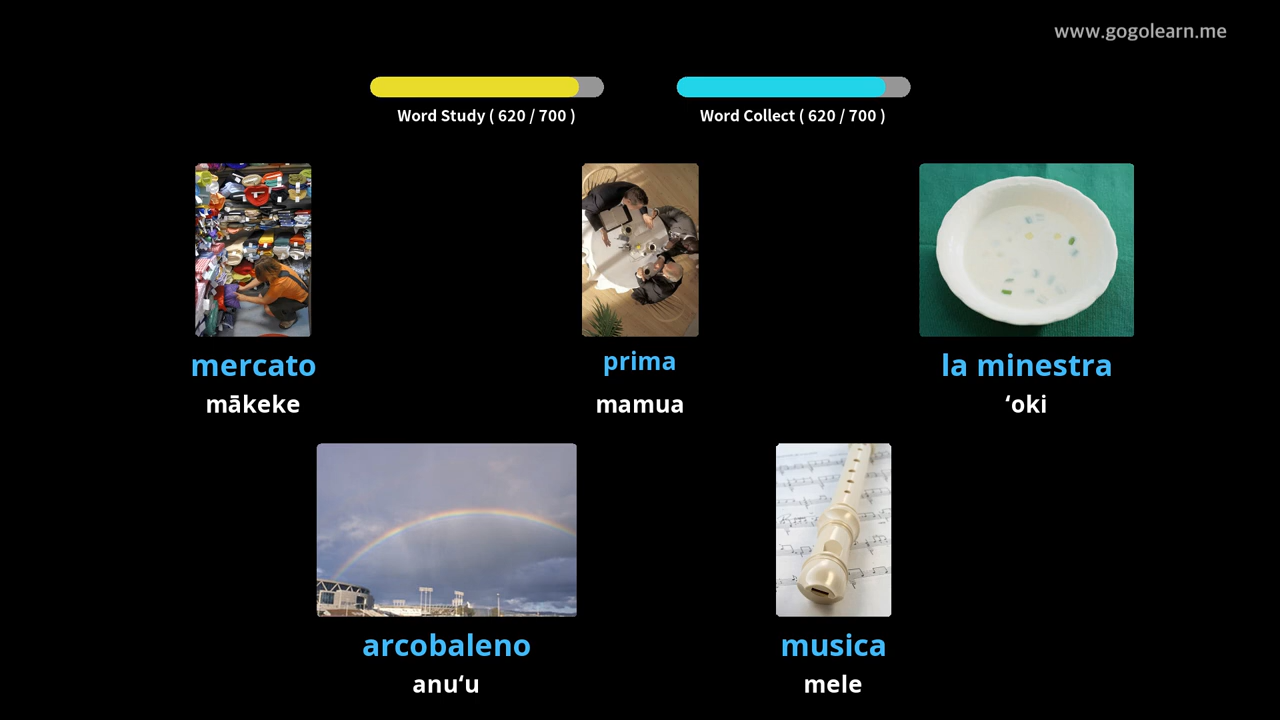 www.gogolearn.me
Word Study ( 620 / 700 )
Word Collect ( 620 / 700 )
mercato
mākeke
prima
mamua
la minestra
ʻoki
arcobaleno
anuʻu
musica
mele